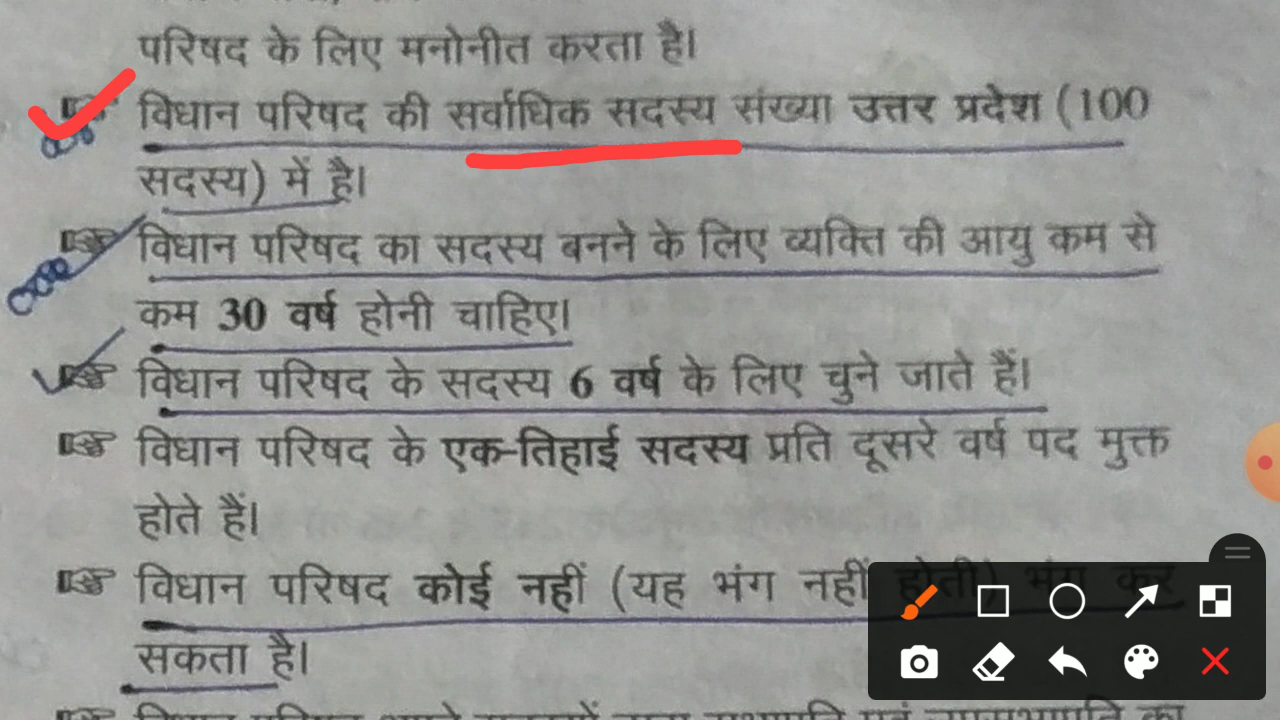 परिषद के लिए मनोनीत करता है।
विधान परिषद की सर्वाधिक सदस्य संख्या उत्तर प्रदेश (100
सदस्य) में है।
विधान परिषद का सदस्य बनने के लिए व्यक्ति की आयु कम से
कम 30 वर्ष होनी चाहिए।
विधान परिषद के सदस्य 6 वर्ष के लिए चुने जाते हैं।
विधान परिषद के एक-तिहाई सदस्य प्रति दूसरे वर्ष पद मुक्त
होते हैं।
विधान परिषद कोई नहीं (यह भंग नहीं होती) भंग कर
सकता है।